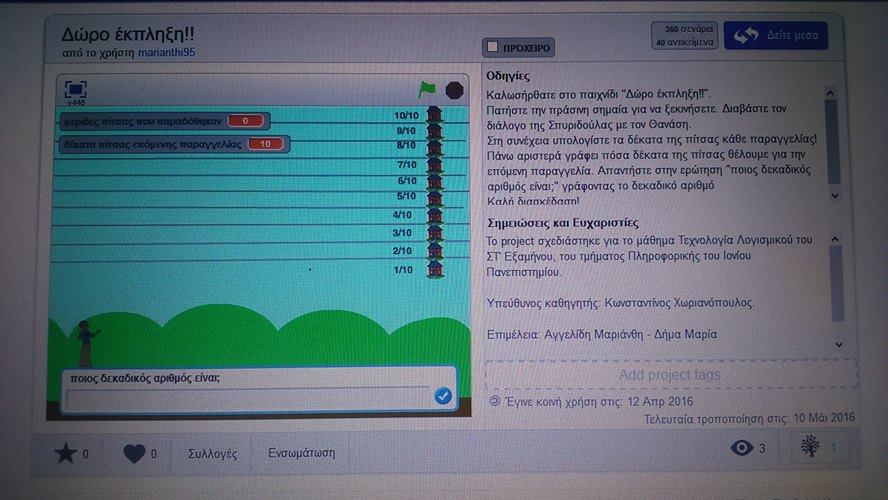 Δώρο έκπληξη!!
από το χρήστη marianthi95
ΠΡΟΧΕΙΡΟ
360 σενάρια
40 αντικείμενα
Δείτε μέσα
v446
μερίδες πίτσας που παραδόθηκαν 0
δέκατα πίτσας επόμενης παραγγελίας 10
10/10
9/10
8/10
7/10
6/10
5/10
4/10
3/10
2/10
1/10
ποιος δεκαδικός αριθμός είναι;
Οδηγίες
Καλωσήρθατε στο παιχνίδι "Δώρο έκπληξη!!".
Πατήστε την πράσινη σημαία για να ξεκινήσετε. Διαβάστε τον
διάλογο της Σπυριδούλας με τον Θανάση.
Στη συνέχεια υπολογίστε τα δέκατα της πίτσας κάθε παραγγελίας!
Πάνω αριστερά γράφει πόσα δέκατα της πίτσας θέλουμε για την
επόμενη παραγγελία. Απαντήστε στην ερώτηση "ποιος δεκαδικός
αριθμός είναι;" γράφοντας το δεκαδικό αριθμό
Καλή διασκέδαση!
Σημειώσεις και Ευχαριστίες
Το project σχεδιάστηκε για το μάθημα Τεχνολογία Λογισμικού του
ΣΤ' Εξαμήνου, του τμήματος Πληροφορικής του Ιονίου
Πανεπιστημίου.
Υπεύθυνος καθηγητής: Κωνσταντίνος Χωριανόπουλος.
Επιμέλεια: Αγγελίδη Μαριάνθη - Δήμα Μαρία
Add project tags
Έγινε κοινή χρήση στις: 12 Απρ 2016
Τελευταία τροποποίηση στις: 10 Μάι 2016
0
0
Συλλογές
Ενσωμάτωση
3
1